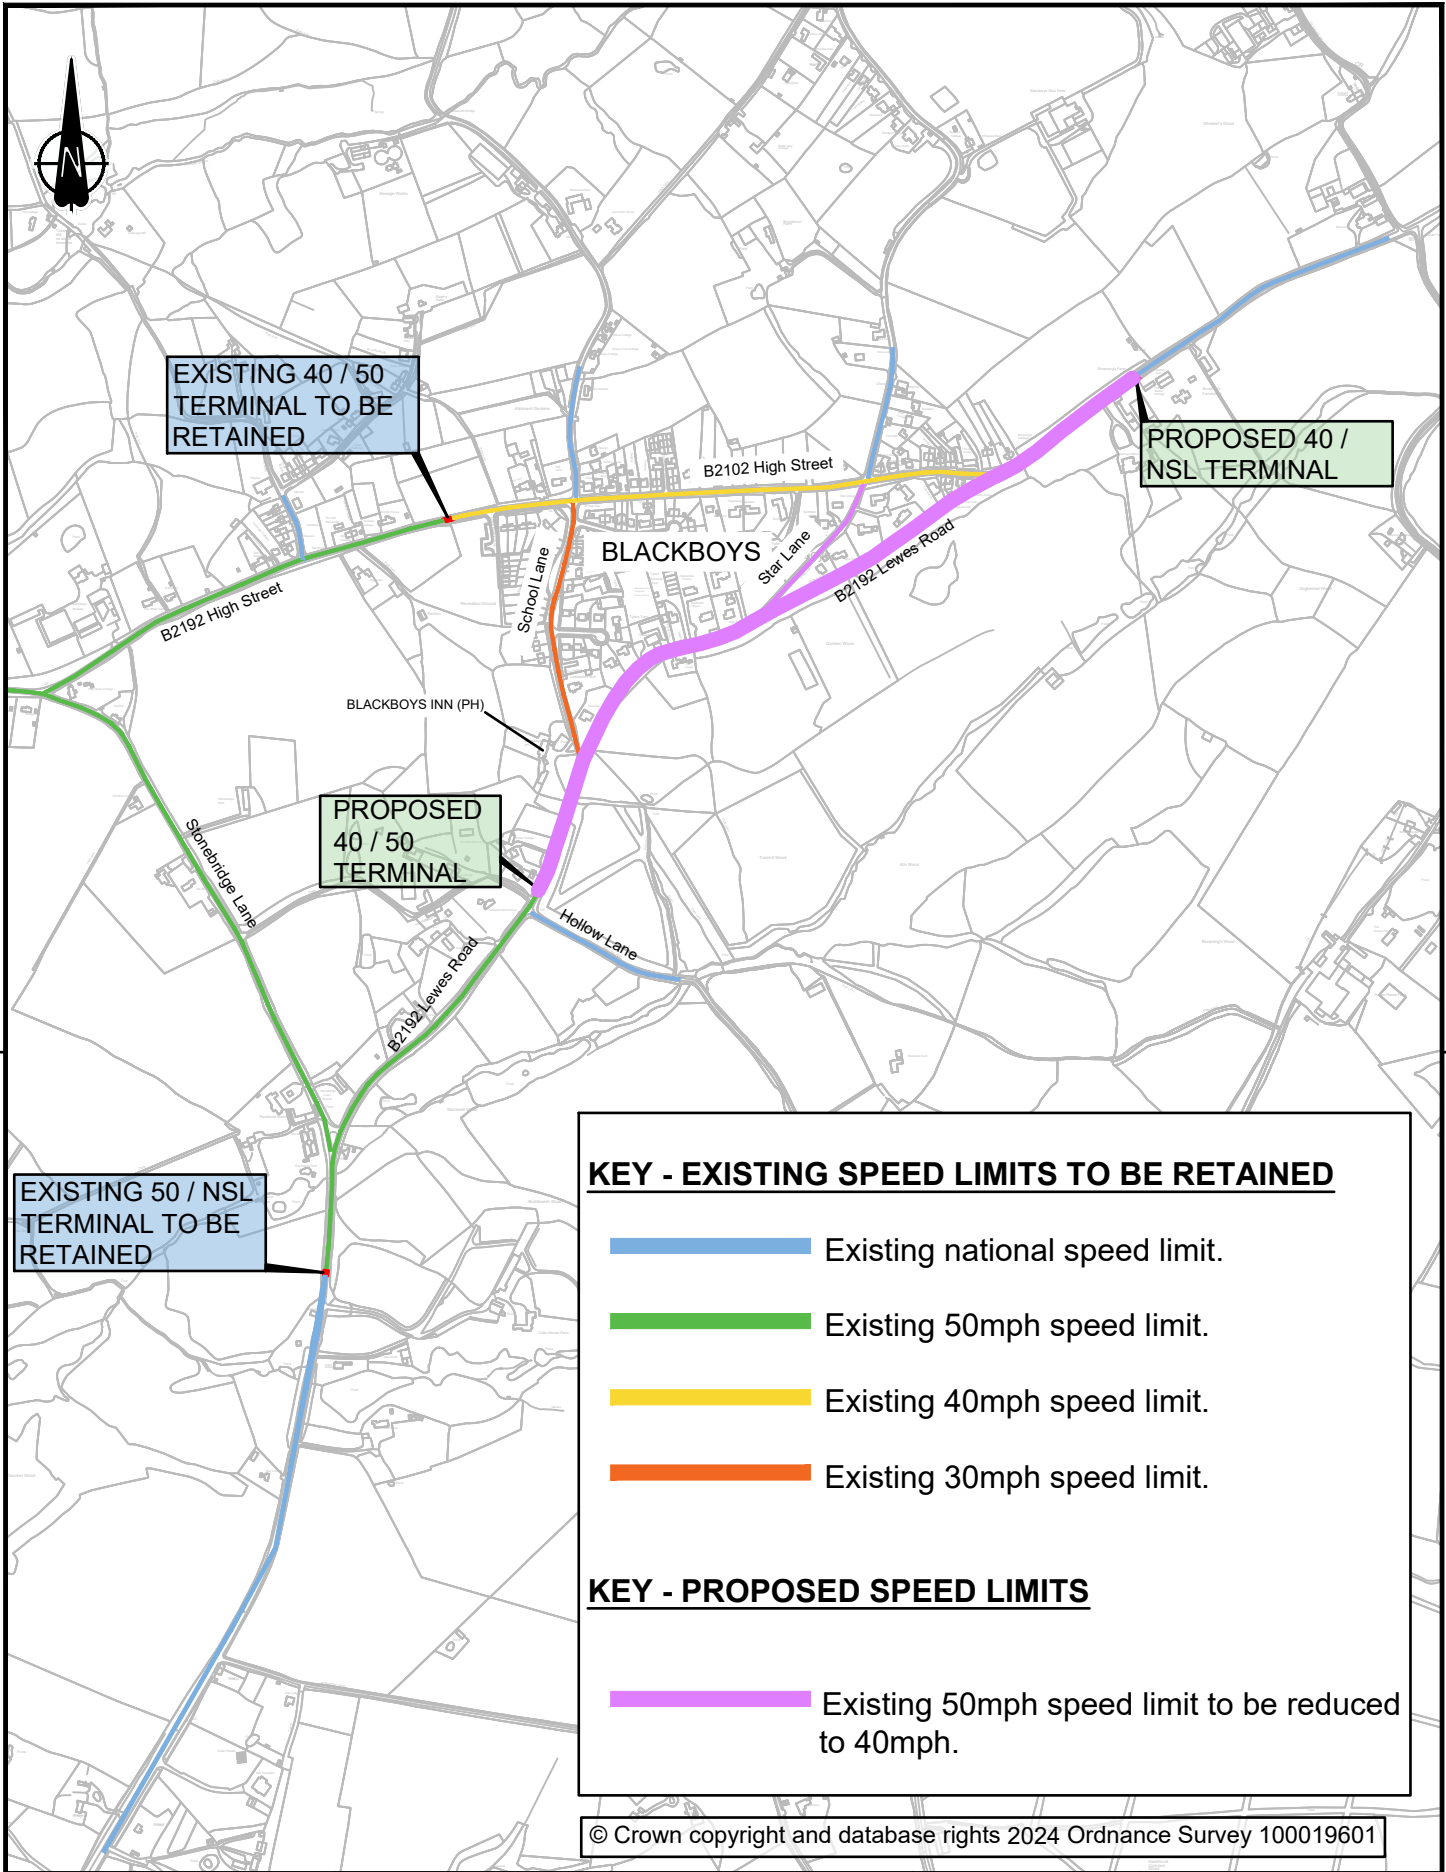 N
EXISTING 40 / 50
TERMINAL TO BE
RETAINED
PROPOSED 40 /
NSL TERMINAL
B2102 High Street
BLACKBOYS
Star Lane
B2192 Lewes Road
School Lane
B2192 High Street
BLACKBOYS INN (PH)
PROPOSED
40 / 50
TERMINAL
Stonebridge Lane
Hollow Lane
B2192 Lewes Road
EXISTING 50 / NSL
TERMINAL TO BE
RETAINED
KEY - EXISTING SPEED LIMITS TO BE RETAINED
Existing national speed limit.
Existing 50mph speed limit.
Existing 40mph speed limit.
Existing 30mph speed limit.
KEY - PROPOSED SPEED LIMITS
Existing 50mph speed limit to be reduced
to 40mph.
© Crown copyright and database rights 2024 Ordnance Survey 100019601